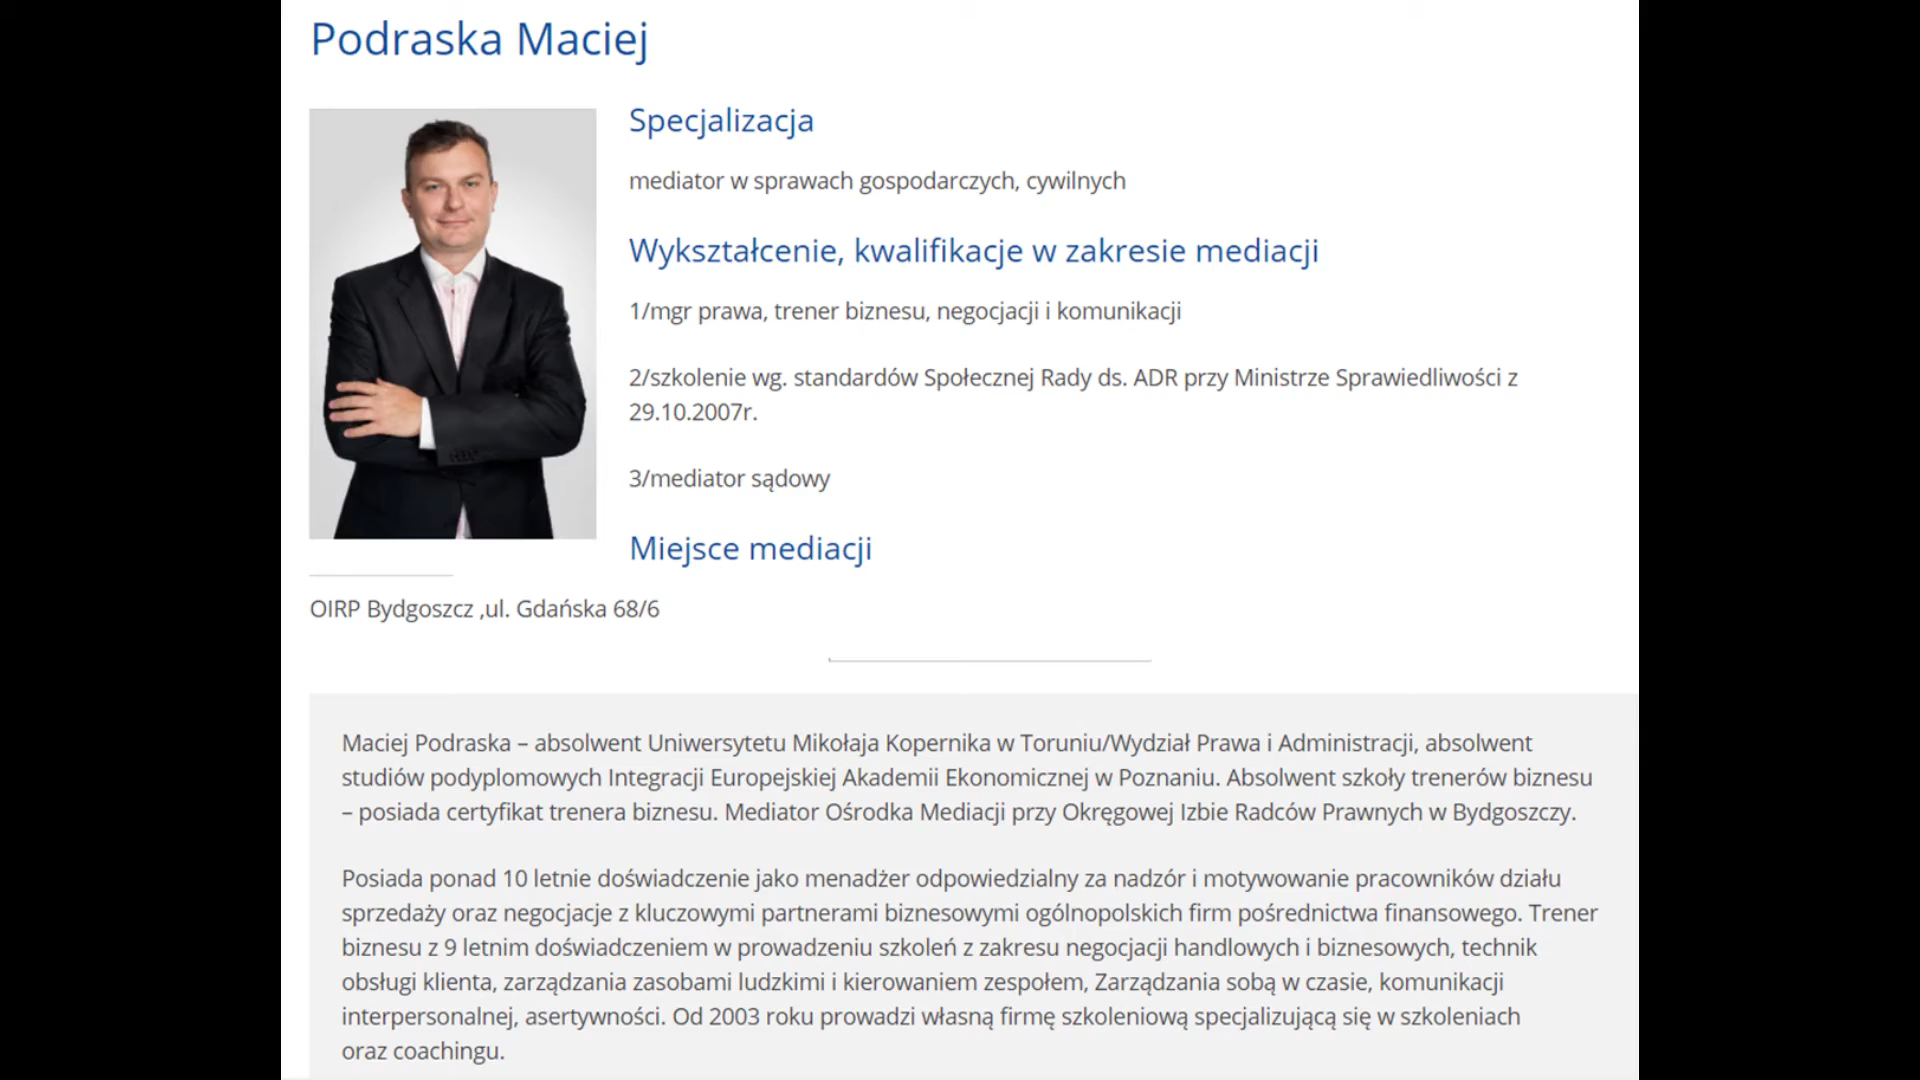 Podraska Maciej
Specjalizacja
mediator w sprawach gospodarczych, cywilnych
Wykształcenie, kwalifikacje w zakresie mediacji
1/mgr prawa, trener biznesu, negocjacji i komunikacji
2/szkolenie wg. standardów Społecznej Rady ds. ADR przy Ministrze Sprawiedliwości z
29.10.2007r.
3/mediator sądowy
Miejsce mediacji
OIRP Bydgoszcz ,ul. Gdańska 68/6
Maciej Podraska – absolwent Uniwersytetu Mikołaja Kopernika w Toruniu/Wydział Prawa i Administracji, absolwent
studiów podyplomowych Integracji Europejskiej Akademii Ekonomicznej w Poznaniu. Absolwent szkoły trenerów biznesu
– posiada certyfikat trenera biznesu. Mediator Ośrodka Mediacji przy Okręgowej Izbie Radców Prawnych w Bydgoszczy.
Posiada ponad 10 letnie doświadczenie jako menadżer odpowiedzialny za nadzór i motywowanie pracowników działu
sprzedaży oraz negocjacje z kluczowymi partnerami biznesowymi ogólnopolskich firm pośrednictwa finansowego. Trener
biznesu z 9 letnim doświadczeniem w prowadzeniu szkoleń z zakresu negocjacji handlowych i biznesowych, technik
obsługi klienta, zarządzania zasobami ludzkimi i kierowaniem zespołem, Zarządzania sobą w czasie, komunikacji
interpersonalnej, asertywności. Od 2003 roku prowadzi własną firmę szkoleniową specjalizującą się w szkoleniach
oraz coachingu.